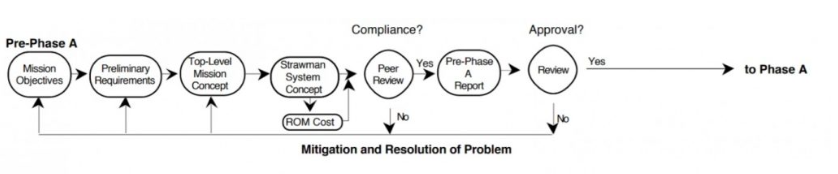 Compliance?
Approval?
Pre-Phase A
Mission
Objectives
Preliminary
Requirements
Top-Level
Mission
Concept
Strawman
System
Concept
ROM Cost
Peer
Review
Yes
No
Pre-Phase
A
Report
Review
Yes
No
to Phase A
Mitigation and Resolution of Problem